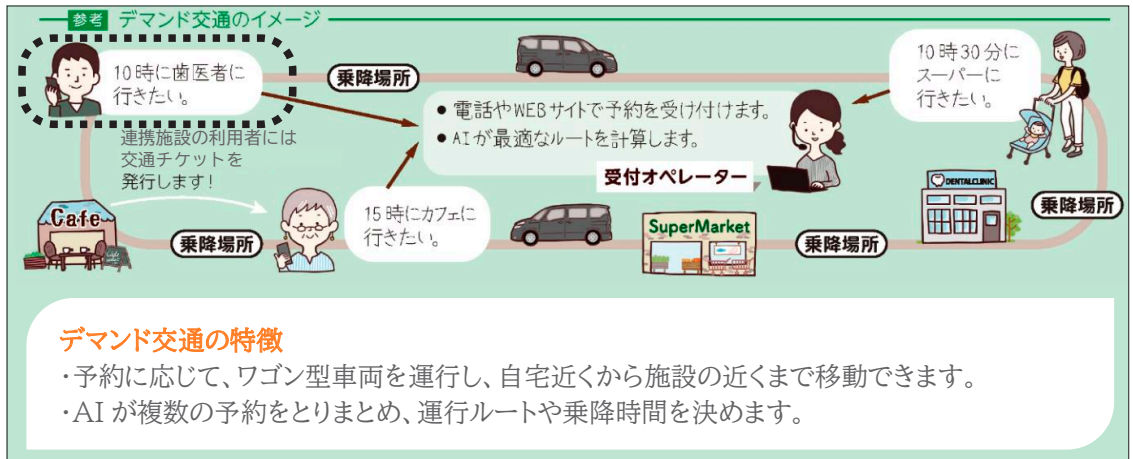 参考 デマンド交通のイメージ
10時に歯医者に
行きたい。
乗降場所
10時30分に
スーパーに
行きたい。
● 電話やWEBサイトで予約を受け付けます。
● AIが最適なルートを計算します。
受付オペレーター
連携施設の利用者には
交通チケットを
発行します!
Cafe
乗降場所
15時にカフェに
行きたい。
SuperMarket
乗降場所
DENTALCLINIC
乗降場所
デマンド交通の特徴
・予約に応じて、ワゴン型車両を運行し、自宅近くから施設の近くまで移動できます。
・AIが複数の予約をとりまとめ、運行ルートや乗降時間を決めます。